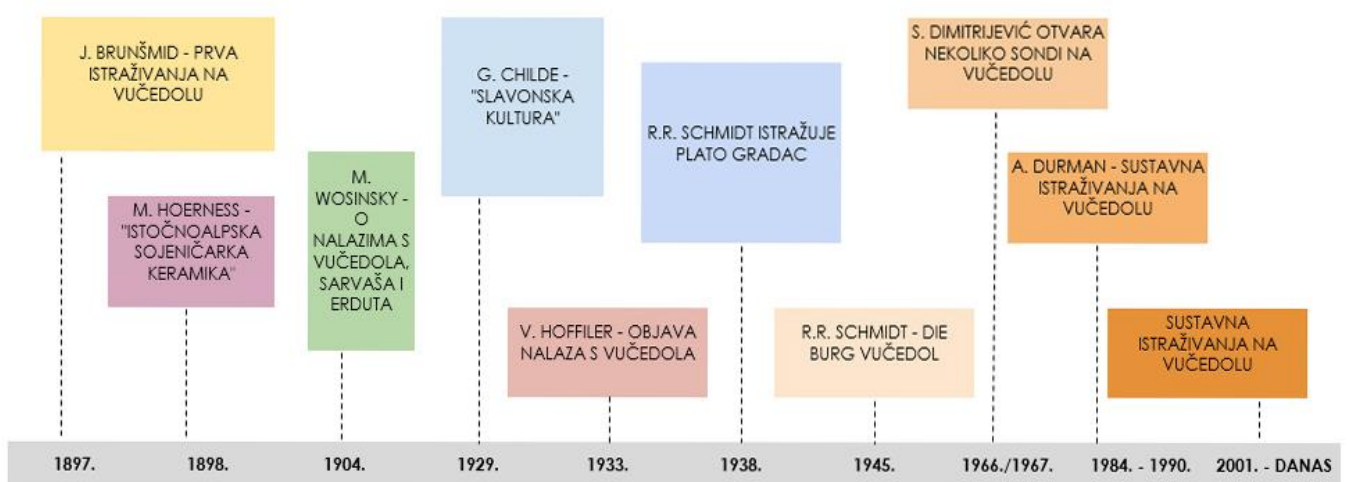 J. BRUNŠMID - PRVA
ISTRAŽIVANJA NA
VUČEDOLU
M. HOERNESS -
"ISTOČNOALPSKA
SOJENIČARKA
KERAMIKA"
M.
WOSINSKY -
O
NALAZIMA S
VUČEDOLA,
SARVAŠA I
ERDUTA
G. CHILDE -
"SLAVONSKA
KULTURA"
V. HOFFILER - OBJAVA
NALAZA S VUČEDOLA
R.R. SCHMIDT ISTRAŽUJE
PLATO GRADAC
R.R. SCHMIDT - DIE
BURG VUČEDOL
S. DIMITRIJEVIĆ OTVARA
NEKOLIKO SONDI NA
VUČEDOLU
A. DURMAN - SUSTAVNA
ISTRAŽIVANJA NA
VUČEDOLU
SUSTAVNA
ISTRAŽIVANJA NA
VUČEDOLU
1897.
1898.
1904.
1929.
1933.
1938.
1945.
1966./1967.
1984. - 1990.
2001. - DANAS